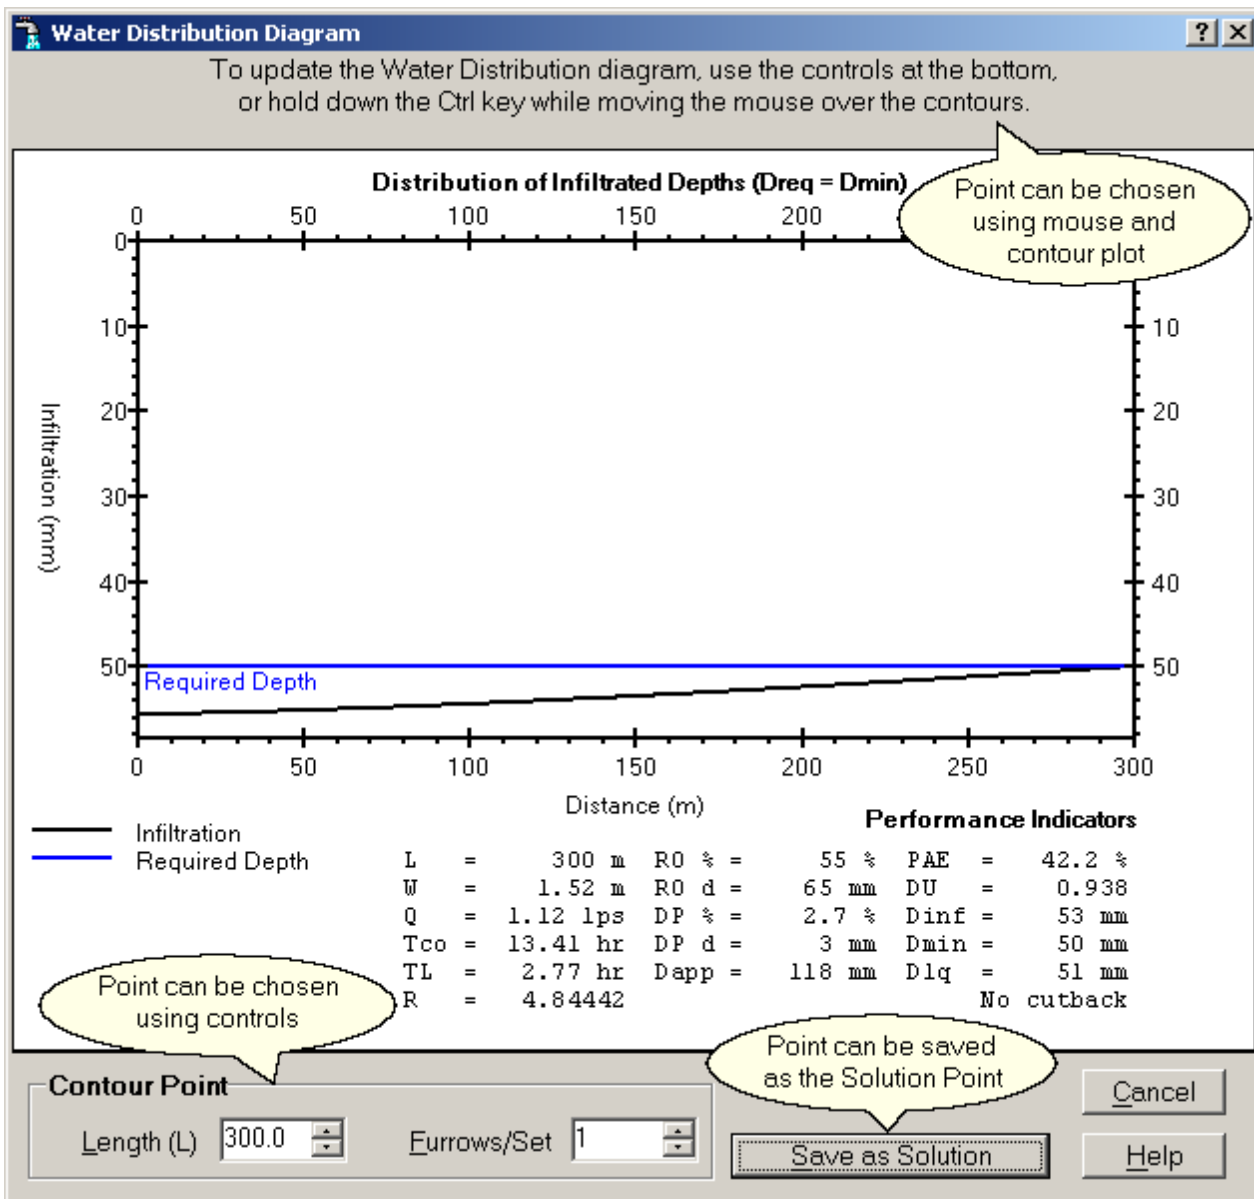 Water Distribution Diagram
To update the Water Distribution diagram, use the controls at the bottom,
or hold down the Ctrl key while moving the mouse over the contours.
Distribution of Infiltrated Depths (Dreq = Dmin)
Point can be chosen
using mouse and
contour plot
0 50 100 150 200
0
10 10
20 20
30 30
40 40
50 50
Infiltration (mm)
Required Depth
0 50 100 150 200 250 300
Distance (m)
Infiltration
Required Depth
Performance Indicators
L = 300 m RO % = 55 % PAE = 42.2 %
W = 1.52 m RO d = 65 mm DU = 0.938
Q = 1.12 lps DP % = 2.7 % Dinf = 53 mm
Tco = 13.41 hr DP d = 3 mm Dmin = 50 mm
TL = 2.77 hr Dapp = 118 mm Dlq = 51 mm
R = 4.84442 No cutback
Point can be chosen
using controls
Point can be saved
as the Solution Point
Contour Point
Length (L) 300.0 Furrows/Set 1
Save as Solution
Cancel
Help